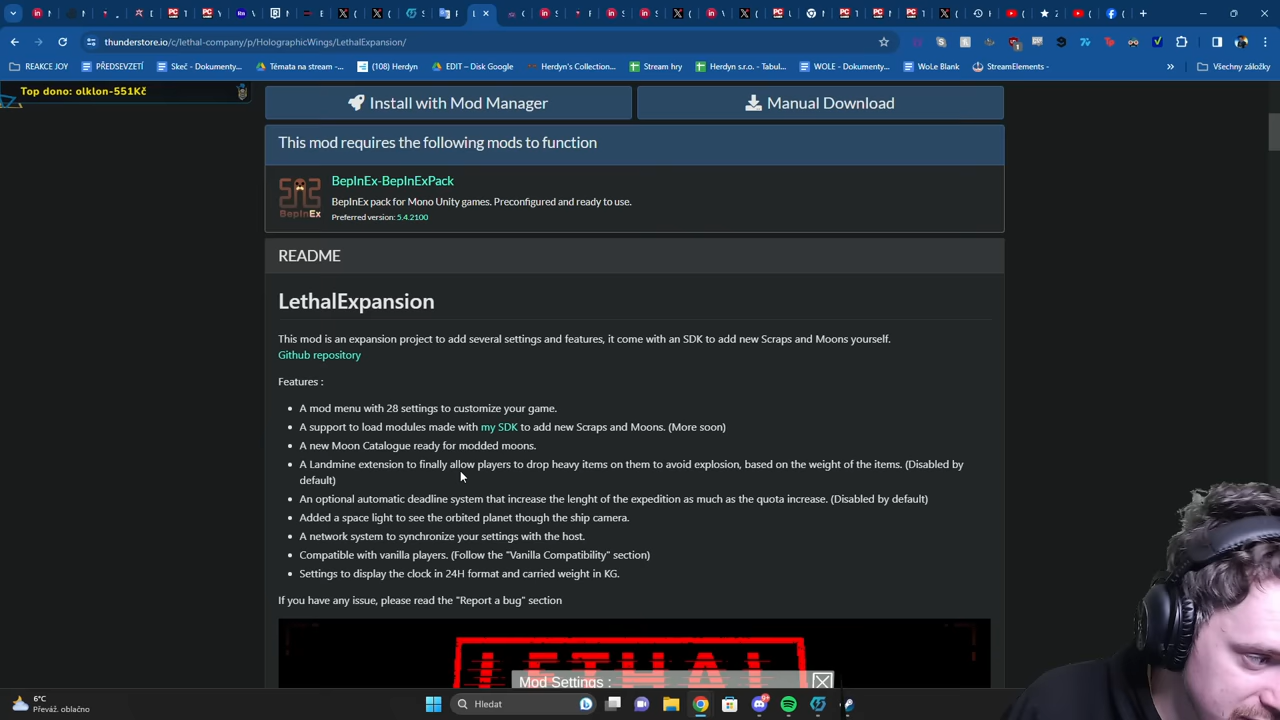 thunderstore.io/c/lethal-company/p/HolographicWings/LethalExpansion/
REAKCE JOY
PŘEDSEVZETÍ
Skeč - Dokumenty...
Témata na stream -...
(108) Herdyn
EDIT – Disk Google
Herdyn's Collection...
Stream hry
Herdyn s.r.o. - Tabul...
WOLE - Dokumenty...
WoLe Blank
StreamElements -
Všechny záložky
Top dono: olklon-551Kč
Install with Mod Manager
Manual Download
This mod requires the following mods to function
BepInEx-BepInExPack
BepInEx pack for Mono Unity games. Preconfigured and ready to use.
Preferred version: 5.4.2100
BepInEx
README
LethalExpansion
This mod is an expansion project to add several settings and features, it come with an SDK to add new Scraps and Moons yourself.
Github repository
Features :
A mod menu with 28 settings to customize your game.
A support to load modules made with my SDK to add new Scraps and Moons. (More soon)
A new Moon Catalogue ready for modded moons.
A Landmine extension to finally allow players to drop heavy items on them to avoid explosion, based on the weight of the items. (Disabled by
default)
An optional automatic deadline system that increase the lenght of the expedition as much as the quota increase. (Disabled by default)
Added a space light to see the orbited planet though the ship camera.
A network system to synchronize your settings with the host.
Compatible with vanilla players. (Follow the "Vanilla Compatibility" section)
Settings to display the clock in 24H format and carried weight in KG.
If you have any issue, please read the "Report a bug" section
LETHAL
Mod Settings :
6°C
Převáž. oblačno
Hledat